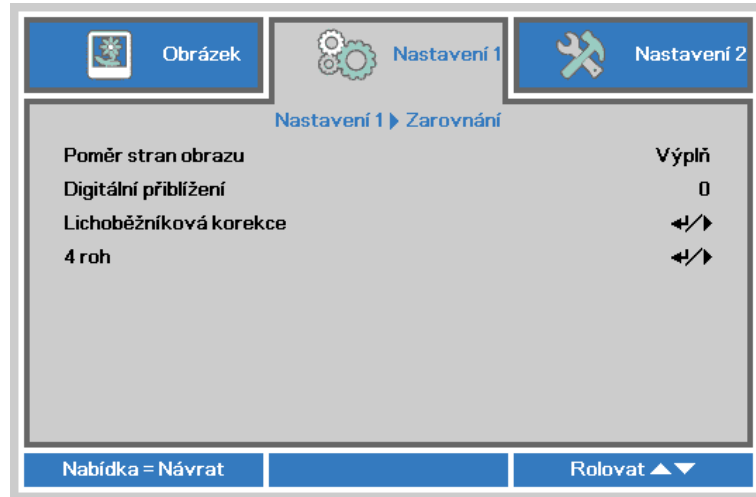 Obrázek
Nastavení 1
Nastavení 2
Nastavení 1 ▶ Zarovnání
Poměr stran obrazu Výplň
Digitální přiblížení 0
Lichoběžníková korekce ↵/▶
4 roh ↵/▶
Nabídka = Návrat
Rolovat ▲▼